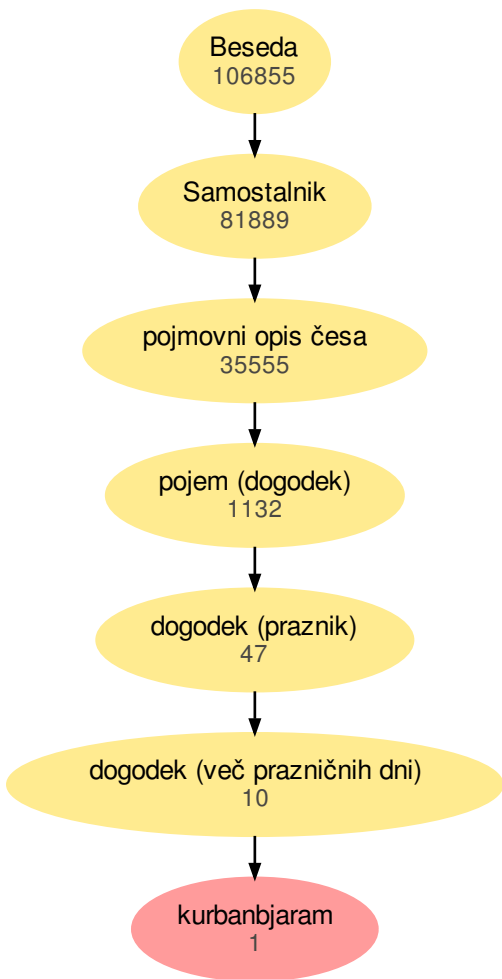 Beseda
106855
Samostalnik
81889
pojmovni opis česa
35555
pojem (dogodek)
1132
dogodek (praznik)
47
dogodek (več prazničnih dni)
10
kurbanbjaram
1